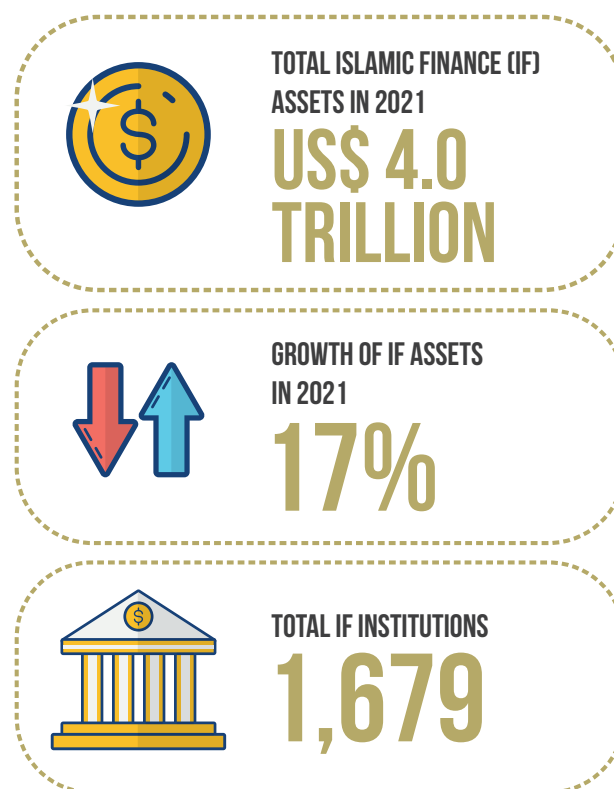 TOTAL ISLAMIC FINANCE (IF)
ASSETS IN 2021
US$ 4.0
TRILLION
GROWTH OF IF ASSETS
IN 2021
17%
TOTAL IF INSTITUTIONS
1,679